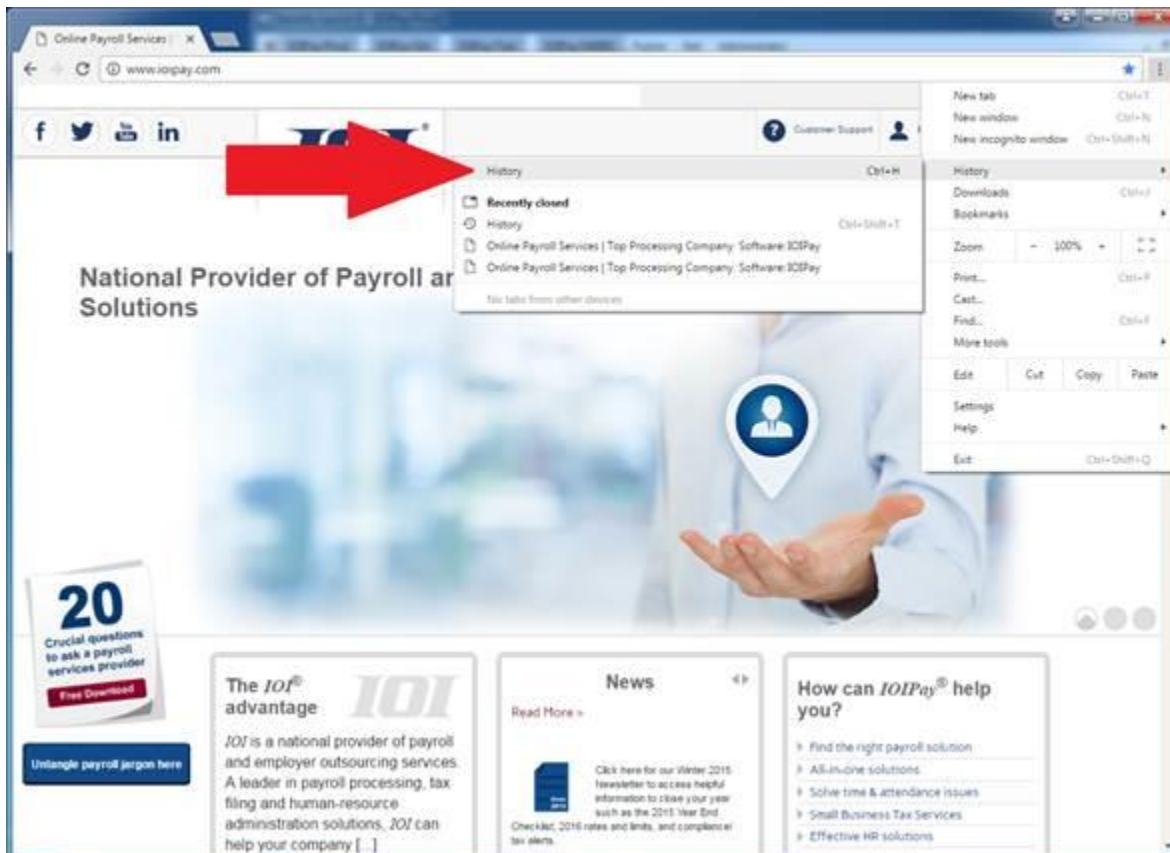 Online Payroll Services |
www.ioipay.com
New tab Ctrl+T
New window Ctrl+N
New incognito window Ctrl+Shift+N
f You Tube in
IOI®
Customer Support
History Ctrl+H
History
Recently closed
Downloads Ctrl+J
History Ctrl+Shift+T
Bookmarks
Online Payroll Services | Top Processing Company: Software:IOIPay
Zoom - 100% +
Online Payroll Services | Top Processing Company: Software:IOIPay
No tabs from other devices
Print... Ctrl+P
Cast...
Find... Ctrl+F
More tools
Edit Cut Copy Paste
Settings
Help
Exit Ctrl+Shift+Q
National Provider of Payroll an
Solutions
20
Crucial questions
to ask a payroll
services provider
Free Download
Untangle payroll jargon here
The IOI®
advantage
IOI
IOI is a national provider of payroll
and employer outsourcing services.
A leader in payroll processing, tax
filing and human-resource
administration solutions, IOI can
help your company [...]
News
Read More »
Click here for our Winter 2015
Newsletter to access helpful
information to close your year
such as the 2015 Year End
Checklist, 2016 rates and limits, and compliance/
tax alerts.
How can IOIPay® help
you?
Find the right payroll solution
All-in-one solutions
Solve time & attendance issues
Small Business Tax Services
Effective HR solutions